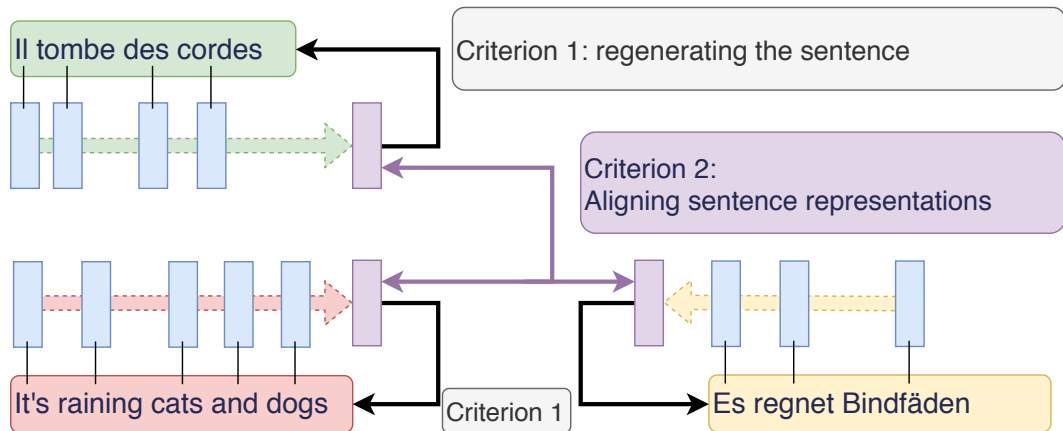 Il tombe des cordes
Criterion 1: regenerating the sentence
Criterion 2:
Aligning sentence representations
It's raining cats and dogs
Criterion 1
Es regnet Bindfäden